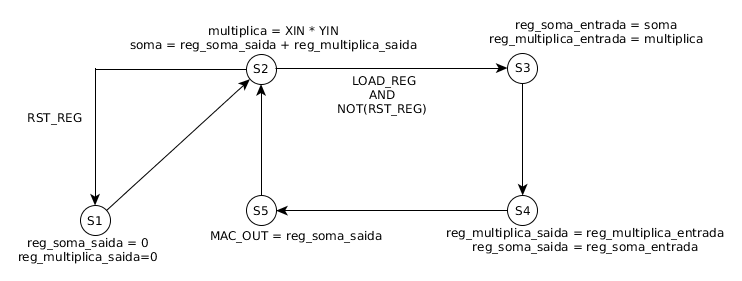 reg_soma_entrada = soma
reg_multiplica_entrada = multiplica
multiplica = XIN * YIN
soma = reg_soma_saida + reg_multiplica_saida
S2
S3
LOAD_REG
AND
NOT(RST_REG)
RST_REG
S1
S5
S4
reg_soma_saida = 0
reg_multiplica_saida=0
MAC_OUT = reg_soma_saida
reg_multiplica_saida = reg_multiplica_entrada
reg_soma_saida = reg_soma_entrada